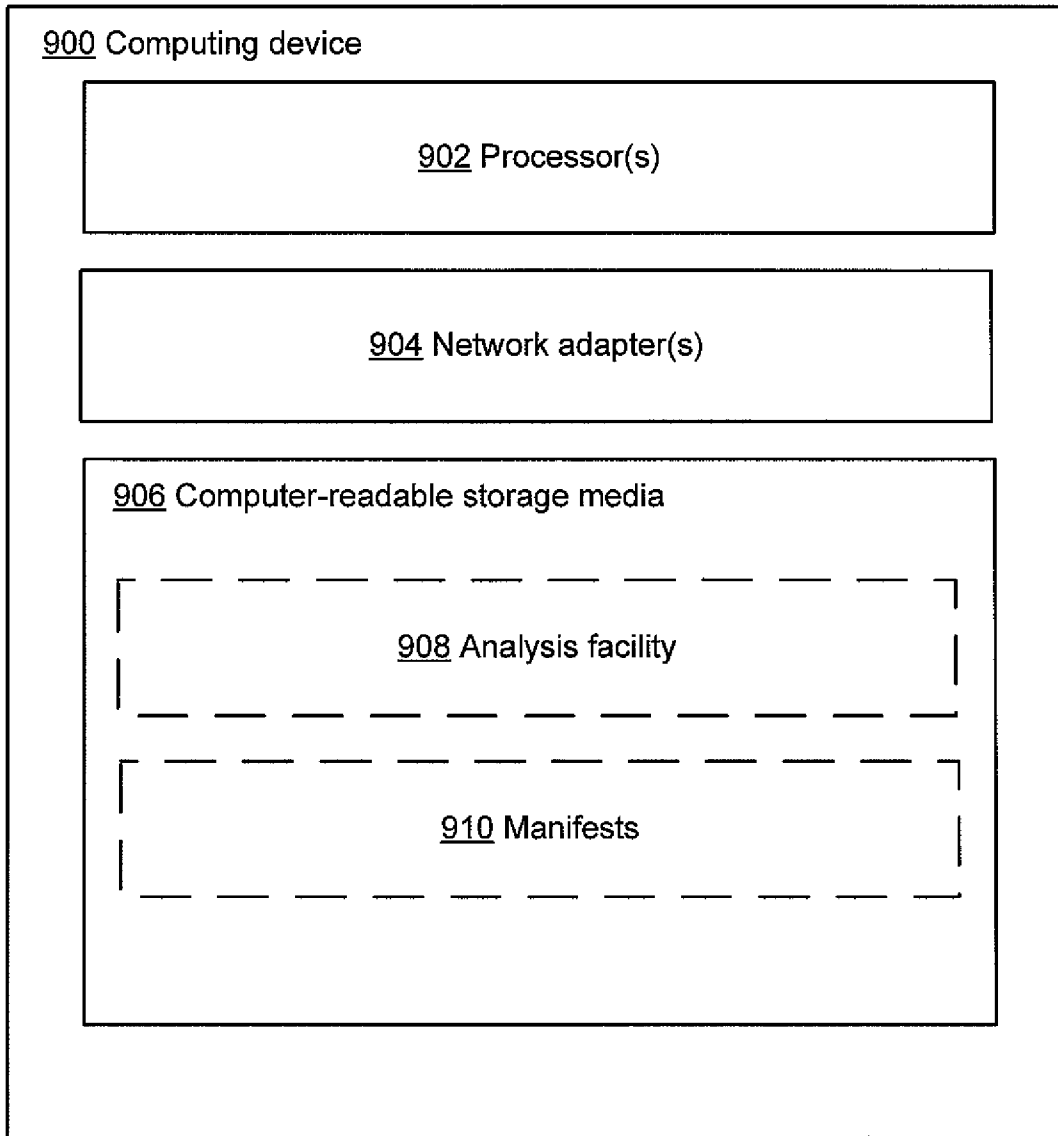 900 Computing device
902 Processor(s)
904 Network adapter(s)
906 Computer-readable storage media
908 Analysis facility
910 Manifests